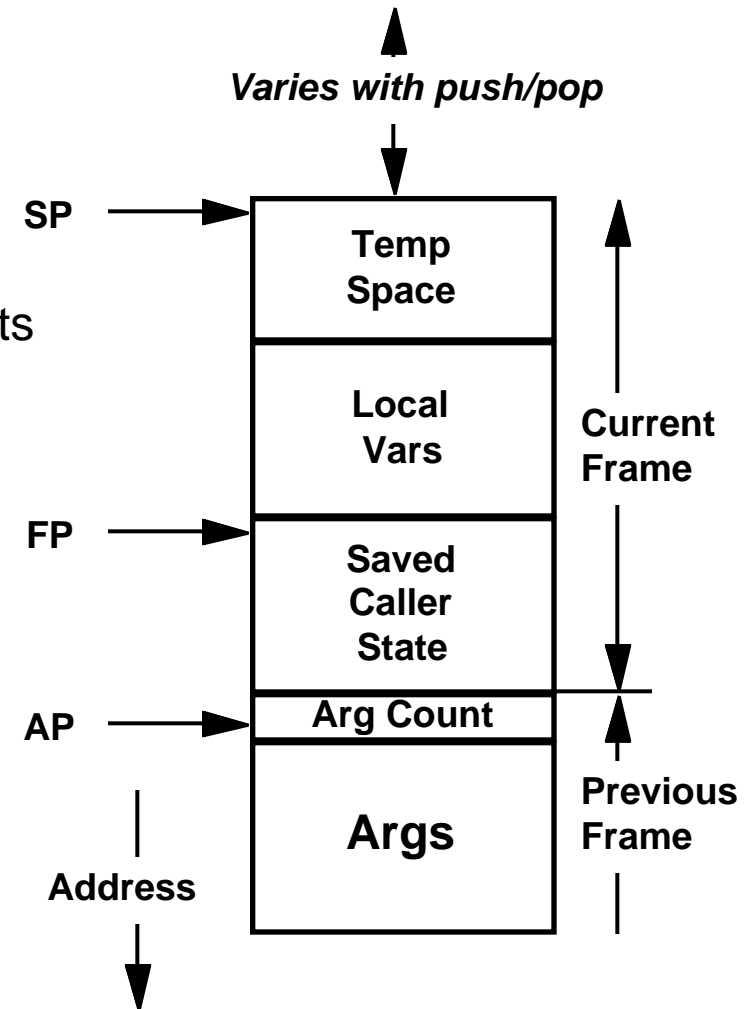 Varies with push/pop
SP
Temp
Space
ts
Local
Vars
Current
Frame
FP
Saved
Caller
State
AP
Arg Count
Previous
Frame
Args
Address